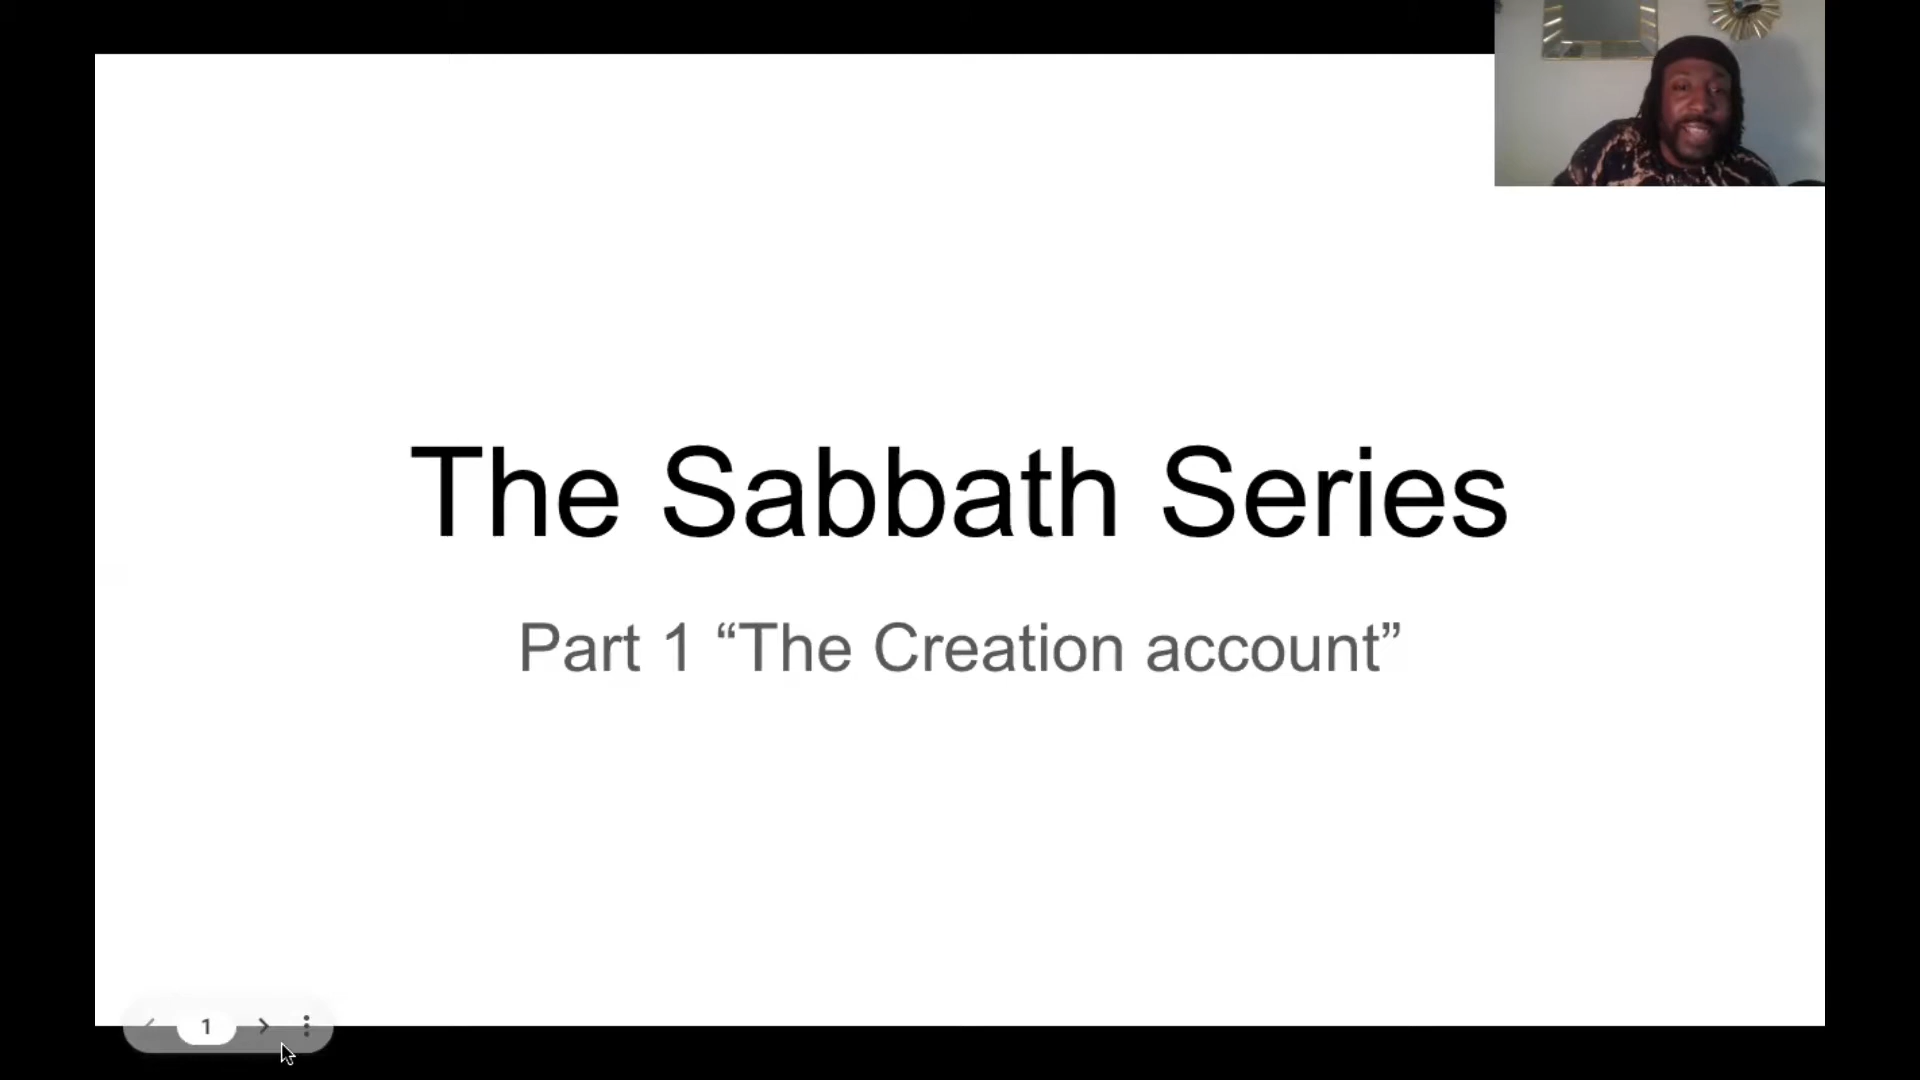 The Sabbath Series
Part 1 “The Creation account”
1